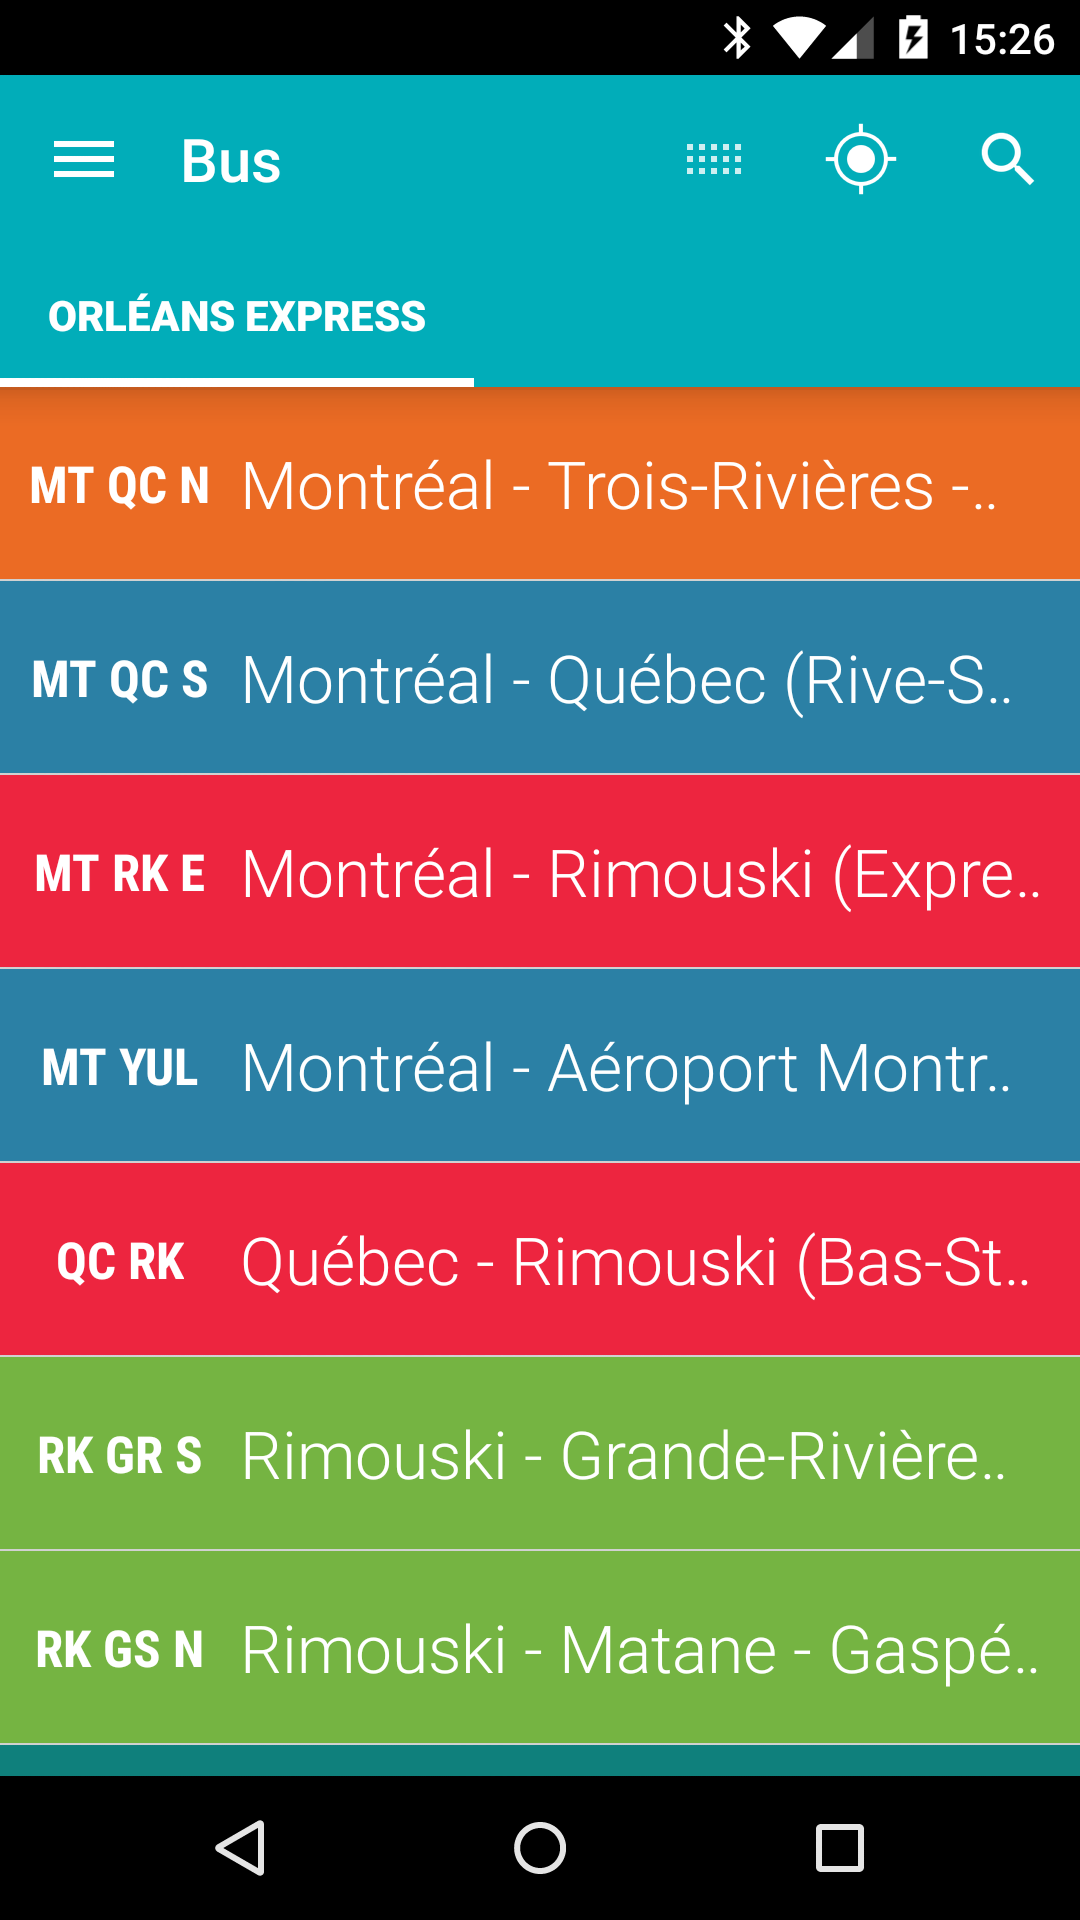 15:26
Bus
ORLÉANS EXPRESS
MT QC N Montréal - Trois-Rivières -..
MT QC S Montréal - Québec (Rive-S..
MT RK E Montréal - Rimouski (Expre..
MT YUL Montréal - Aéroport Montr..
QC RK Québec - Rimouski (Bas-St..
RK GR S Rimouski - Grande-Rivière..
RK GS N Rimouski - Matane - Gaspé..